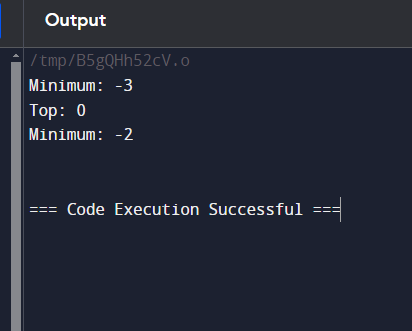 Output
/tmp/B5gQHh52cV.o
Minimum: -3
Top: 0
Minimum: -2
=== Code Execution Successful ===